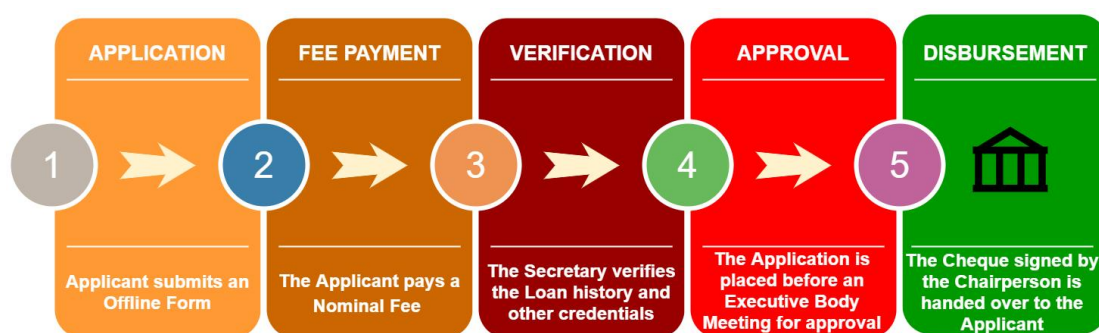 APPLICATION
FEE PAYMENT
VERIFICATION
APPROVAL
DISBURSEMENT
1
2
3
4
5
Applicant submits an
Offline Form
The Applicant pays a
Nominal Fee
The Secretary verifies
the Loan history and
other credentials
The Application is
placed before an
Executive Body
Meeting for approval
The Cheque signed by
the Chairperson is
handed over to the
Applicant